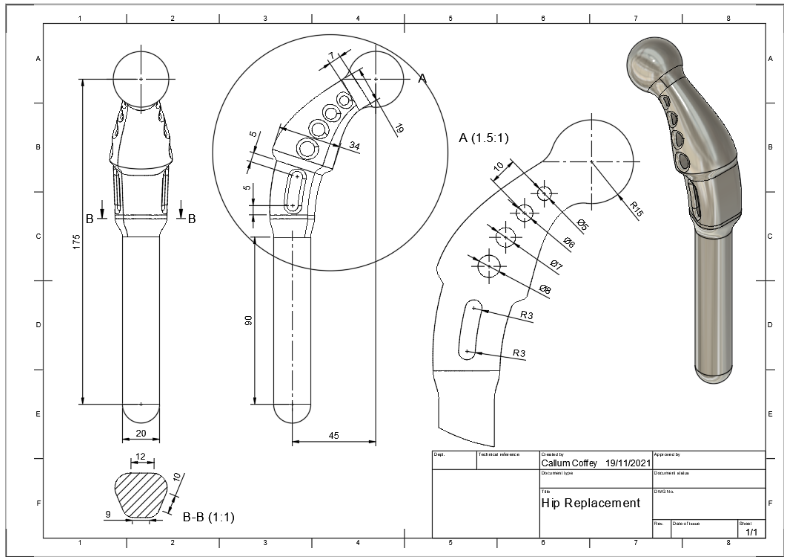 1 2 3 4 5 6 7 8
A A
B B
C C
D D
E E
F F
7
A
19
5
34
5
B B
175
90
20
45
12
10
9
B-B (1:1)
A (1.5:1)
10
R15
Ø5
Ø6
Ø7
Ø8
R3
R3
Dept.
Technical reference
Created by
Approved by
Callum Coffey 19/11/2021
Document type
Document status
Title
DWG No.
Hip Replacement
Rev.
Date of issue
Sheet
1/1
1 2 3 4 5 6 7 8